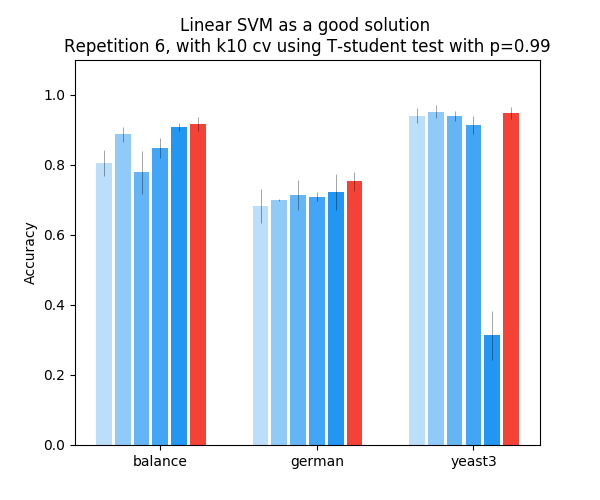 Linear SVM as a good solution
Repetition 6, with k10 cv using T-student test with p=0.99
1.0
0.8
0.6
0.4
0.2
0.0
Accuracy
balance
german
yeast3